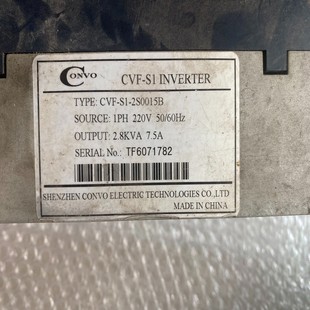 CONVO
CVF-S1 INVERTER
TYPE: CVF-S1-2S0015B
SOURCE: 1PH 220V 50/60Hz
OUTPUT: 2.8KVA 7.5A
SERIAL No.: TF6071782
SHENZHEN CONVO ELECTRIC TECHNOLOGIES CO.,LTD
MADE IN CHINA